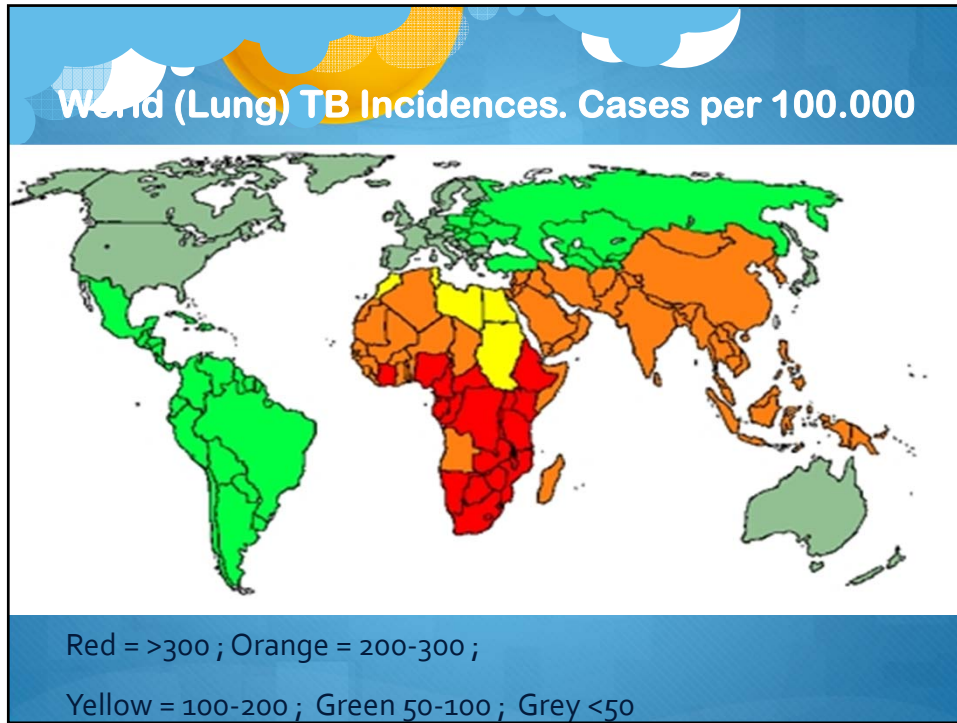 World (Lung) TB Incidences. Cases per 100.000
Red = >300 ; Orange = 200-300 ;
Yellow = 100-200 ; Green 50-100 ; Grey <50